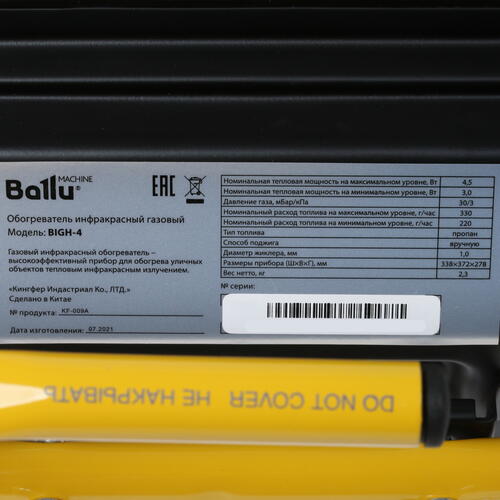 Ballu® MACHINE
EAC
Обогреватель инфракрасный газовый
Модель: BIGH-4
Газовый инфракрасный обогреватель –
высокоэффективный прибор для обогрева уличных
объектов тепловым инфракрасным излучением.
«Кингфер Индастриал Ко., ЛТД.»
Сделано в Китае
№ продукта: KF-009A
Дата изготовления: 07.2021
Номинальная тепловая мощность на максимальном уровне, Вт 4,5
Номинальная тепловая мощность на минимальном уровне, Вт 3,0
Давление газа, мБар/кПа 30/3
Номинальный расход топлива на максимальном уровне, г/час 330
Номинальный расход топлива на минимальном уровне, г/час 220
Тип топлива пропан
Способ поджига вручную
Диаметр жиклера, мм 1,0
Размеры прибора (Ш×В×Г), мм 338×372×278
Вес нетто, кг 2,3
№ серии:
DO NOT COVER НЕ НАКРЫВАТЬ